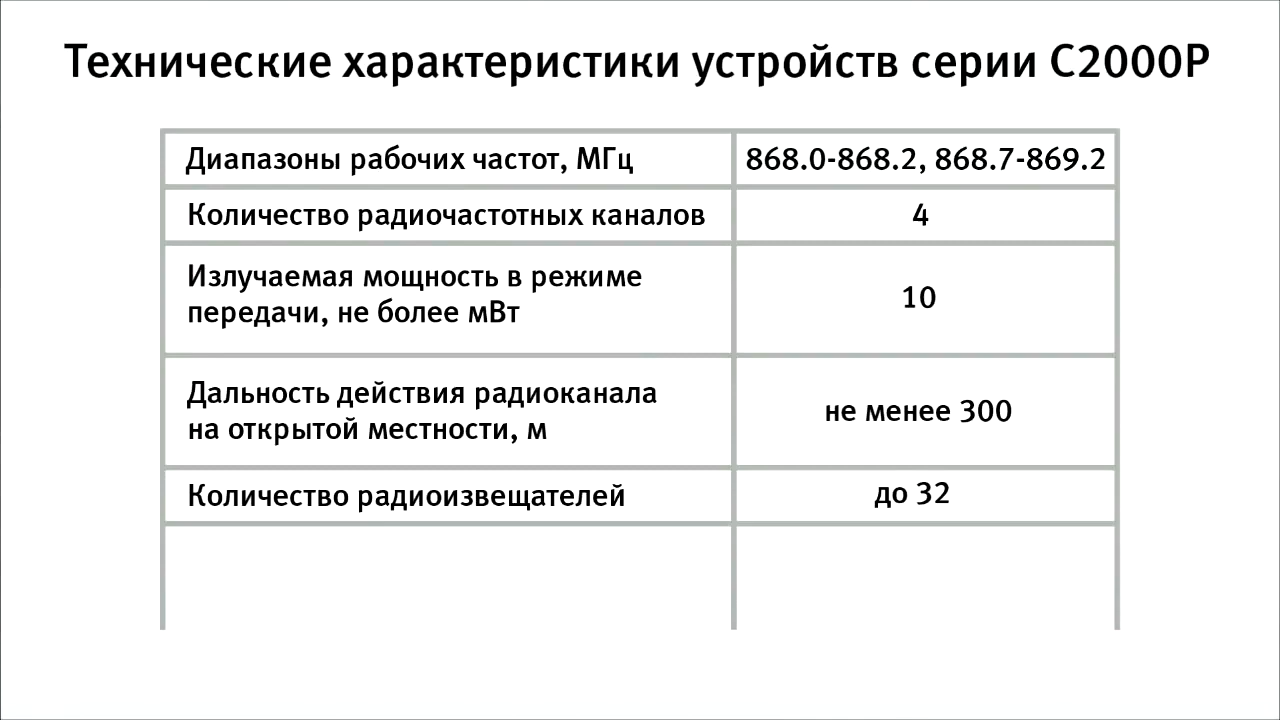 Технические характеристики устройств серии С2000Р
Диапазоны рабочих частот, МГц
868.0-868.2, 868.7-869.2
Количество радиочастотных каналов
4
Излучаемая мощность в режиме
передачи, не более мВт
10
Дальность действия радиоканала
на открытой местности, м
не менее 300
Количество радиоизвещателей
до 32